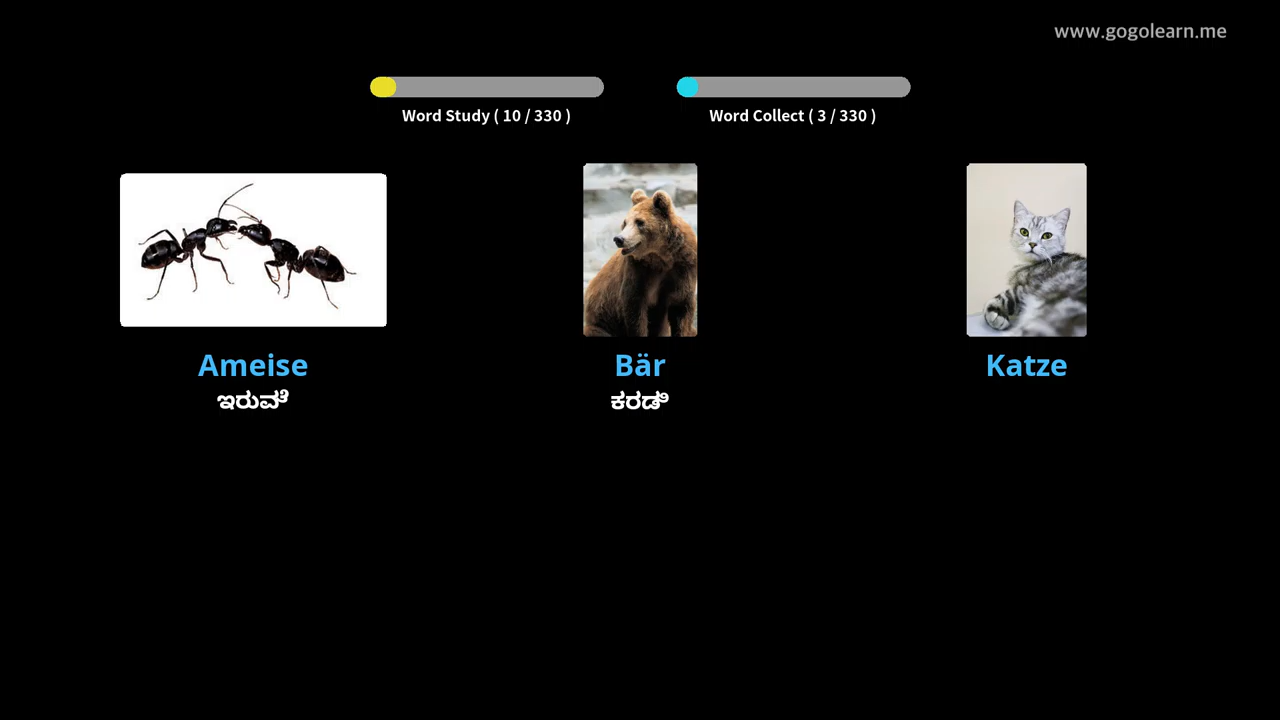 www.gogolearn.me
Word Study ( 10 / 330 )
Word Collect ( 3 / 330 )
Ameise
Bär
Katze
ಇರುವೆ
ಕರಡಿ